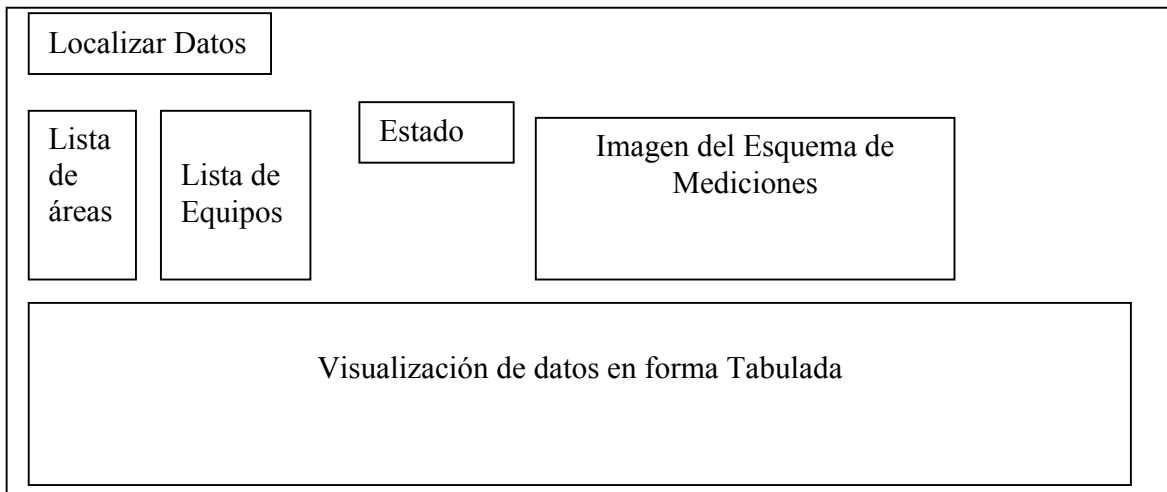 Localizar Datos
Lista
de
áreas
Lista de
Equipos
Estado
Imagen del Esquema de
Mediciones
Visualización de datos en forma Tabulada